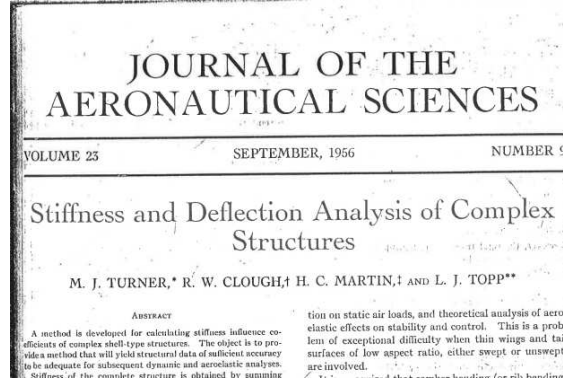 JOURNAL OF THE
AERONAUTICAL SCIENCES
VOLUME 23 SEPTEMBER, 1956 NUMBER 9
Stiffness and Deflection Analysis of Complex
Structures
M. J. TURNER,* R. W. CLOUGH,† H. C. MARTIN,‡ AND L. J. TOPP**
ABSTRACT
A method is developed for calculating stiffness influence co-
efficients of complex shell-type structures. The object is to pro-
vide a method that will yield structural data of sufficient accuracy
to be adequate for subsequent dynamic and aeroelastic analyses.
Stiffness of the complete structure is obtained by summing
tion on static air loads, and theoretical analysis of aero
elastic effects on stability and control. This is a prob
lem of exceptional difficulty when thin wings and tai
surfaces of low aspect ratio, either swept or unswept
are involved.